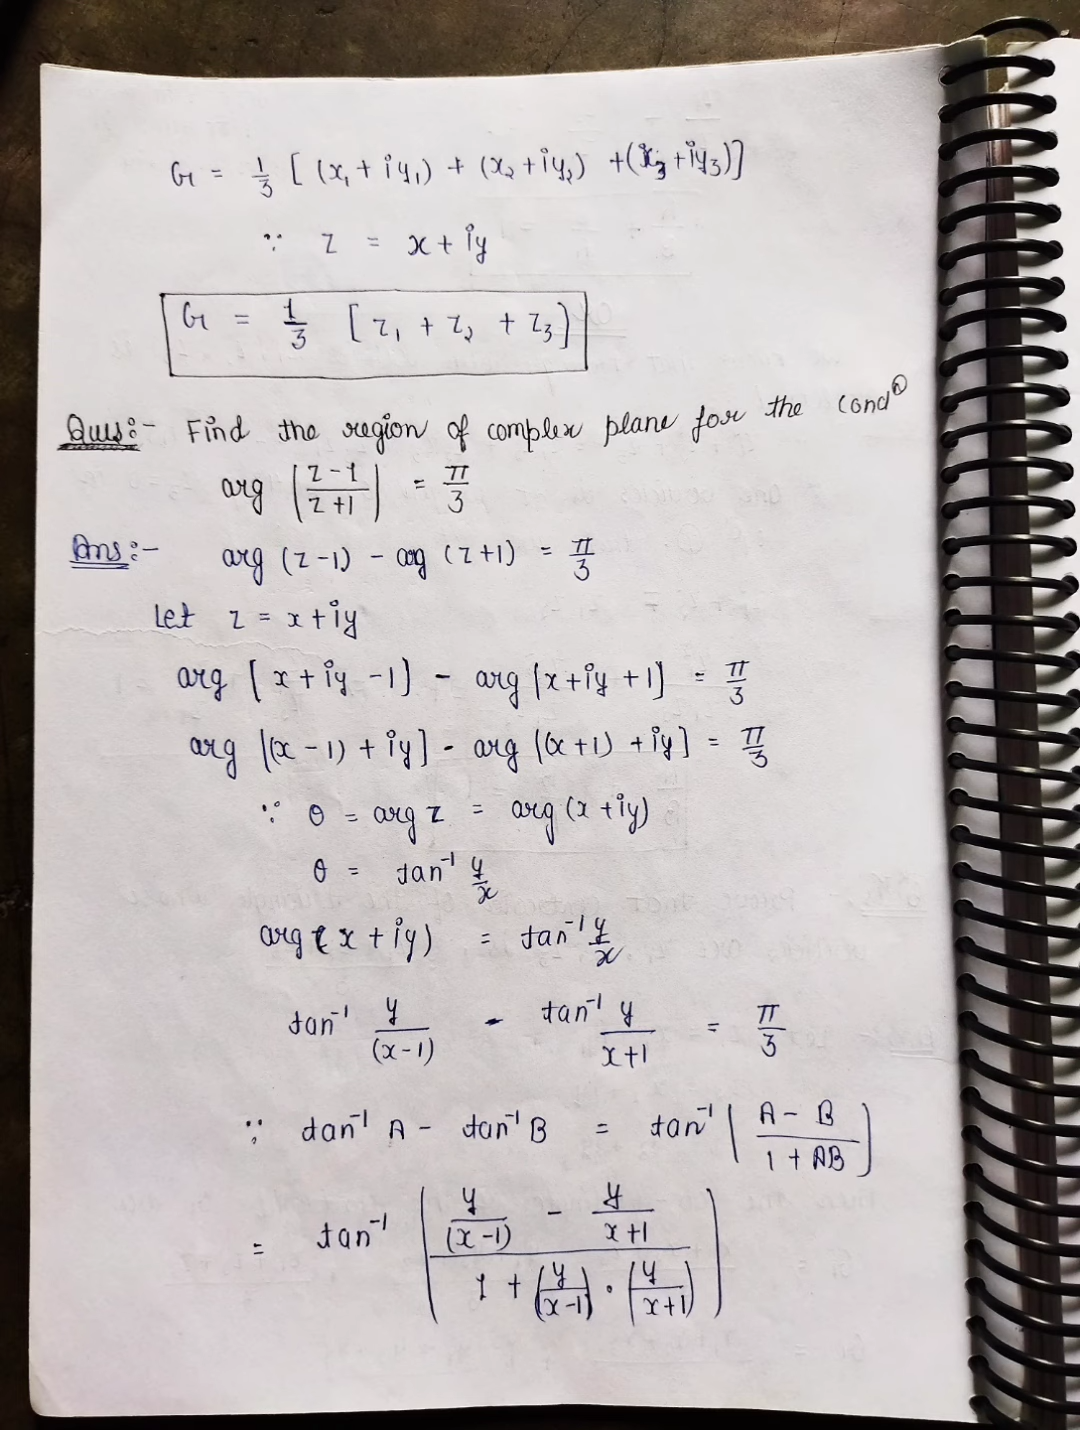 G = 1/3 [ (x₁ + iy₁) + (x₂ + iy₂) + (x₃ + iy₃)]
∵ z = x + iy
G = 1/3 [ z₁ + z₂ + z₃ ]
Ques:- Find the region of complex plane for the condⁿ
arg ( (z-1)/(z+1) ) = π/3
Ans:- arg (z-1) - arg (z+1) = π/3
Let z = x + iy
arg [ x + iy -1 ] - arg [ x + iy + 1 ] = π/3
arg [(x - 1) + iy ] - arg [(x + 1) + iy ] = π/3
∵ θ = arg z = arg (x + iy)
θ = tan⁻¹ y/x
arg (x + iy) = tan⁻¹ y/x
tan⁻¹ y/(x-1) - tan⁻¹ y/(x+1) = π/3
∵ tan⁻¹ A - tan⁻¹ B = tan⁻¹ ( (A - B)/(1 + AB) )
= tan⁻¹ ( ( y/(x-1) - y/(x+1) ) / ( 1 + (y/(x-1)) · (y/(x+1)) ) )